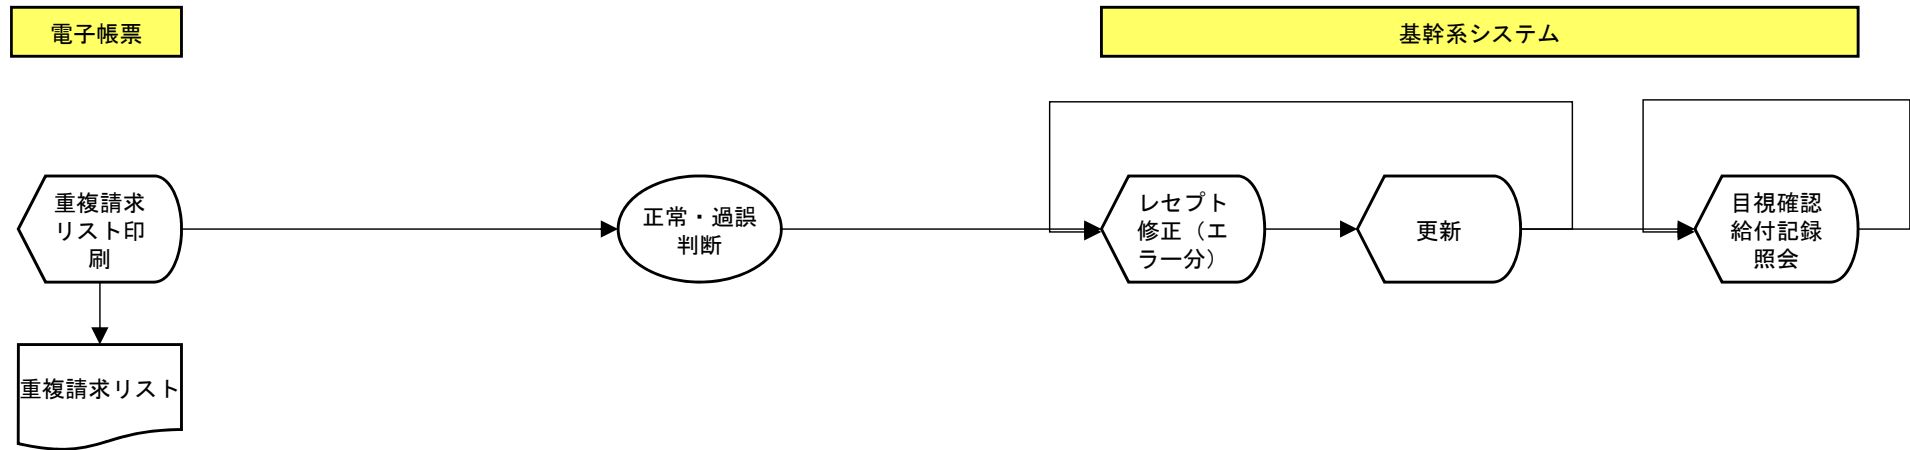 電子帳票
基幹系システム
重複請求
リスト印
刷
正常・過誤
判断
レセプト
修正（エ
ラー分）
更新
目視確認
給付記録
照会
重複請求リスト